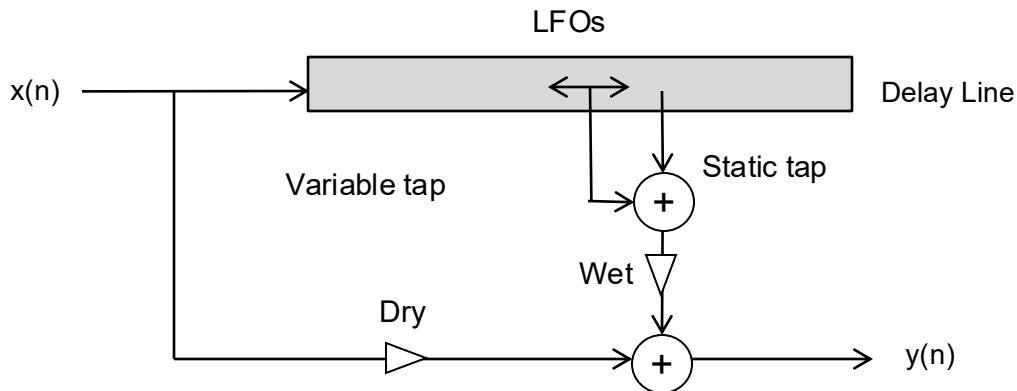 LFOs
x(n)
Delay Line
Variable tap
Static tap
+
Wet
Dry
+
y(n)